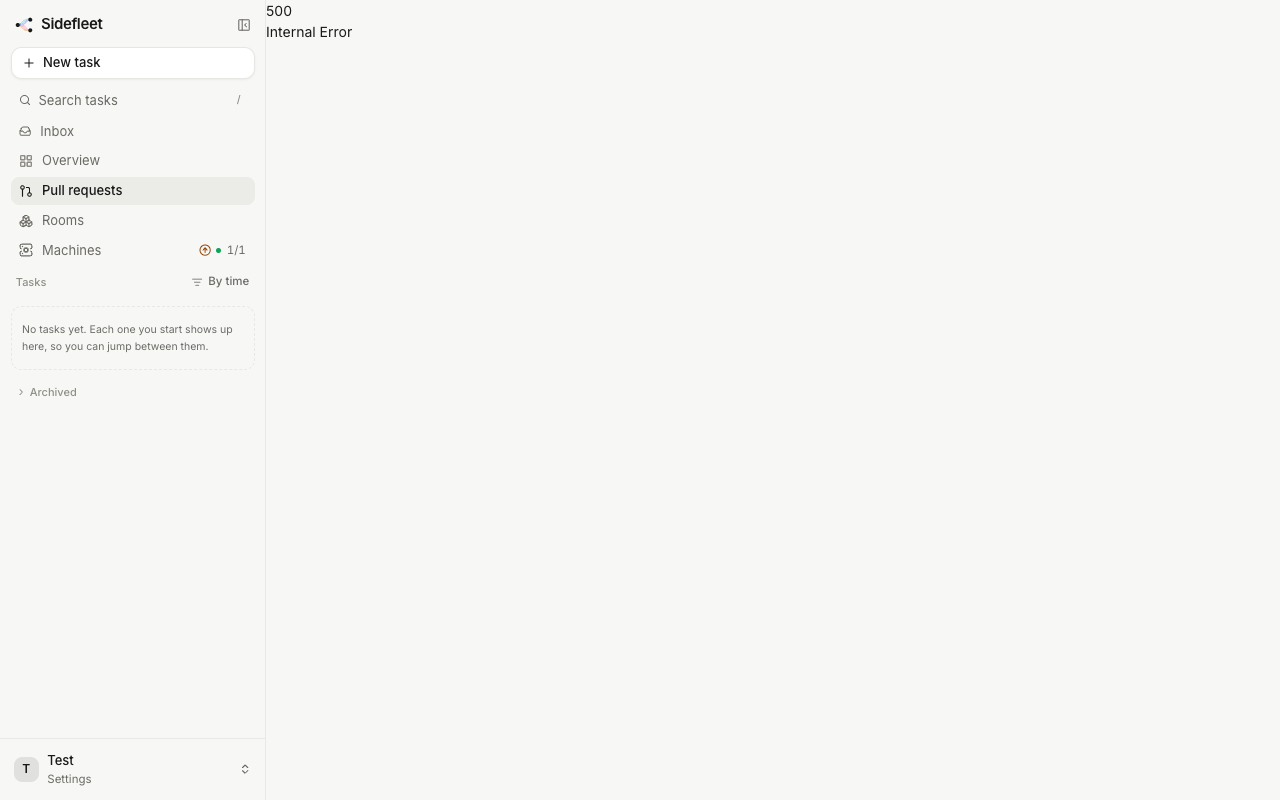 Sidefleet
New task
Search tasks /
Inbox
Overview
Pull requests
Rooms
Machines 1/1
Tasks By time
No tasks yet. Each one you start shows up
here, so you can jump between them.
Archived
T Test
Settings
500
Internal Error